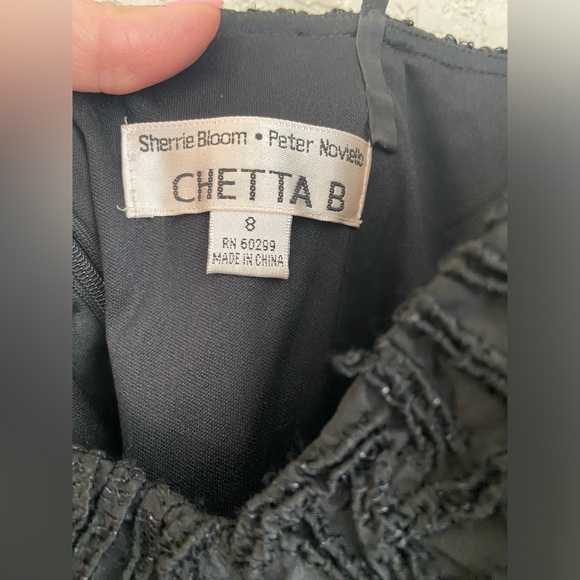 Sherrie Bloom • Peter Noviello
CHETTA B
8
RN 60299
MADE IN CHINA